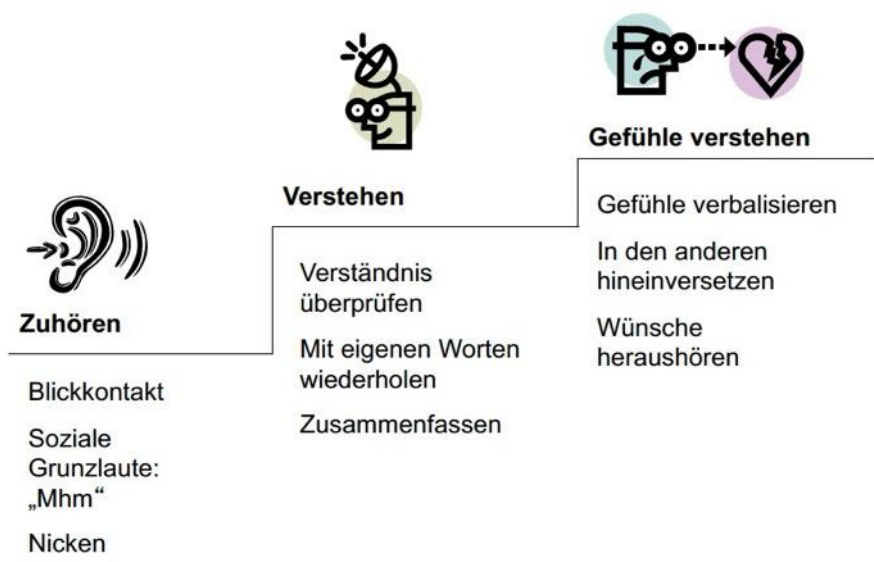 Zuhören
Blickkontakt
Soziale
Grunzlaute:
„Mhm“
Nicken
Verstehen
Verständnis
überprüfen
Mit eigenen Worten
wiederholen
Zusammenfassen
Gefühle verstehen
Gefühle verbalisieren
In den anderen
hineinversetzen
Wünsche
heraushören